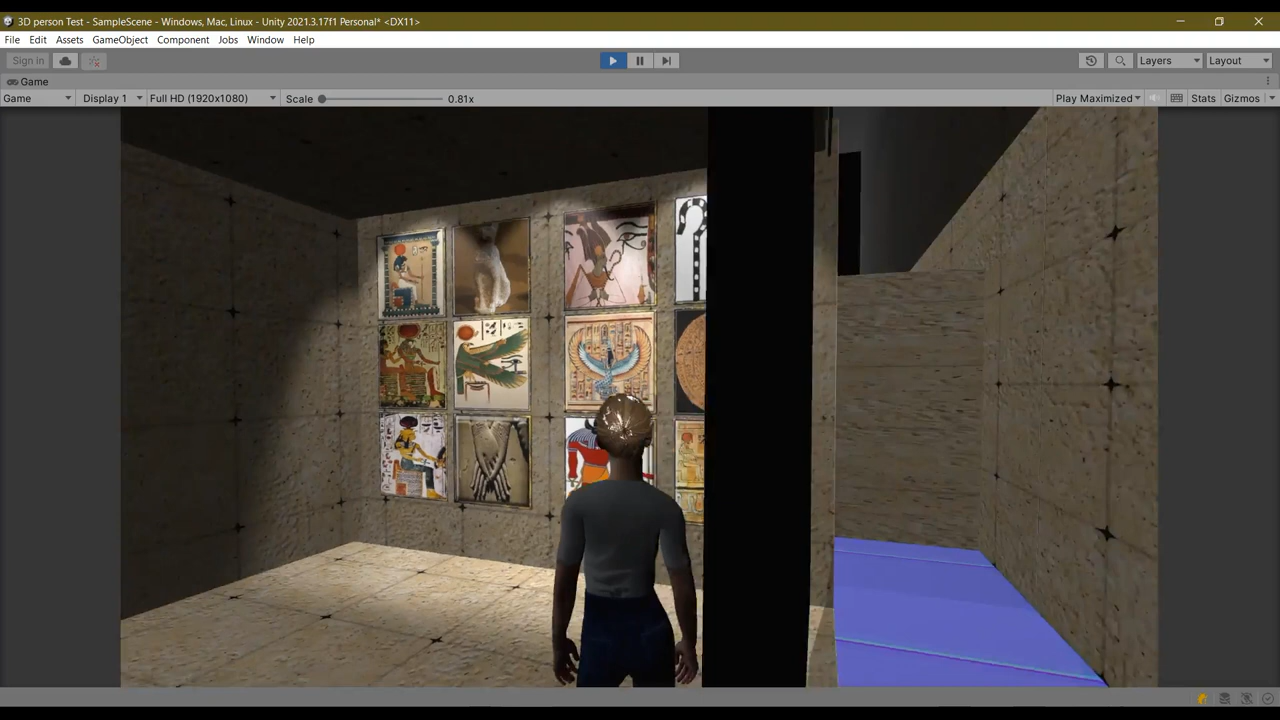 3D person Test - SampleScene - Windows, Mac, Linux - Unity 2021.3.17f1 Personal* <DX11>
File Edit Assets GameObject Component Jobs Window Help
Sign in Layers Layout
Game
Game Display 1 Full HD (1920x1080) Scale 0.81x Play Maximized Stats Gizmos